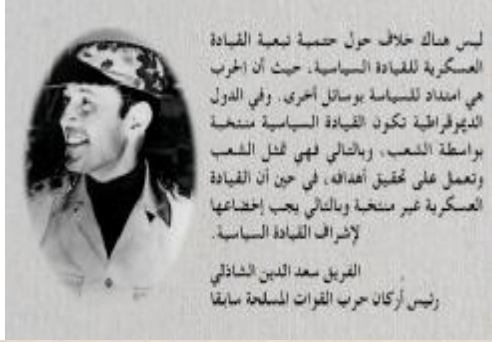 ليس هناك خلاف حول حتمية تبعية القيادة
العسكرية للقيادة السياسية، حيث أن الحرب
هي امتداد للسياسة بوسائل أخرى. وفي الدول
الديموقراطية تكون القيادة السياسية منتخبة
بواسطة الشعب، وبالتالي فهي تمثل الشعب
وتعمل على تحقيق أهدافه، في حين أن القيادة
العسكرية غير منتخبة وبالتالي يجب إخضاعها
لإشراف القيادة السياسية.
الفريق سعد الدين الشاذلي
رئيس أركان حرب القوات المسلحة سابقا